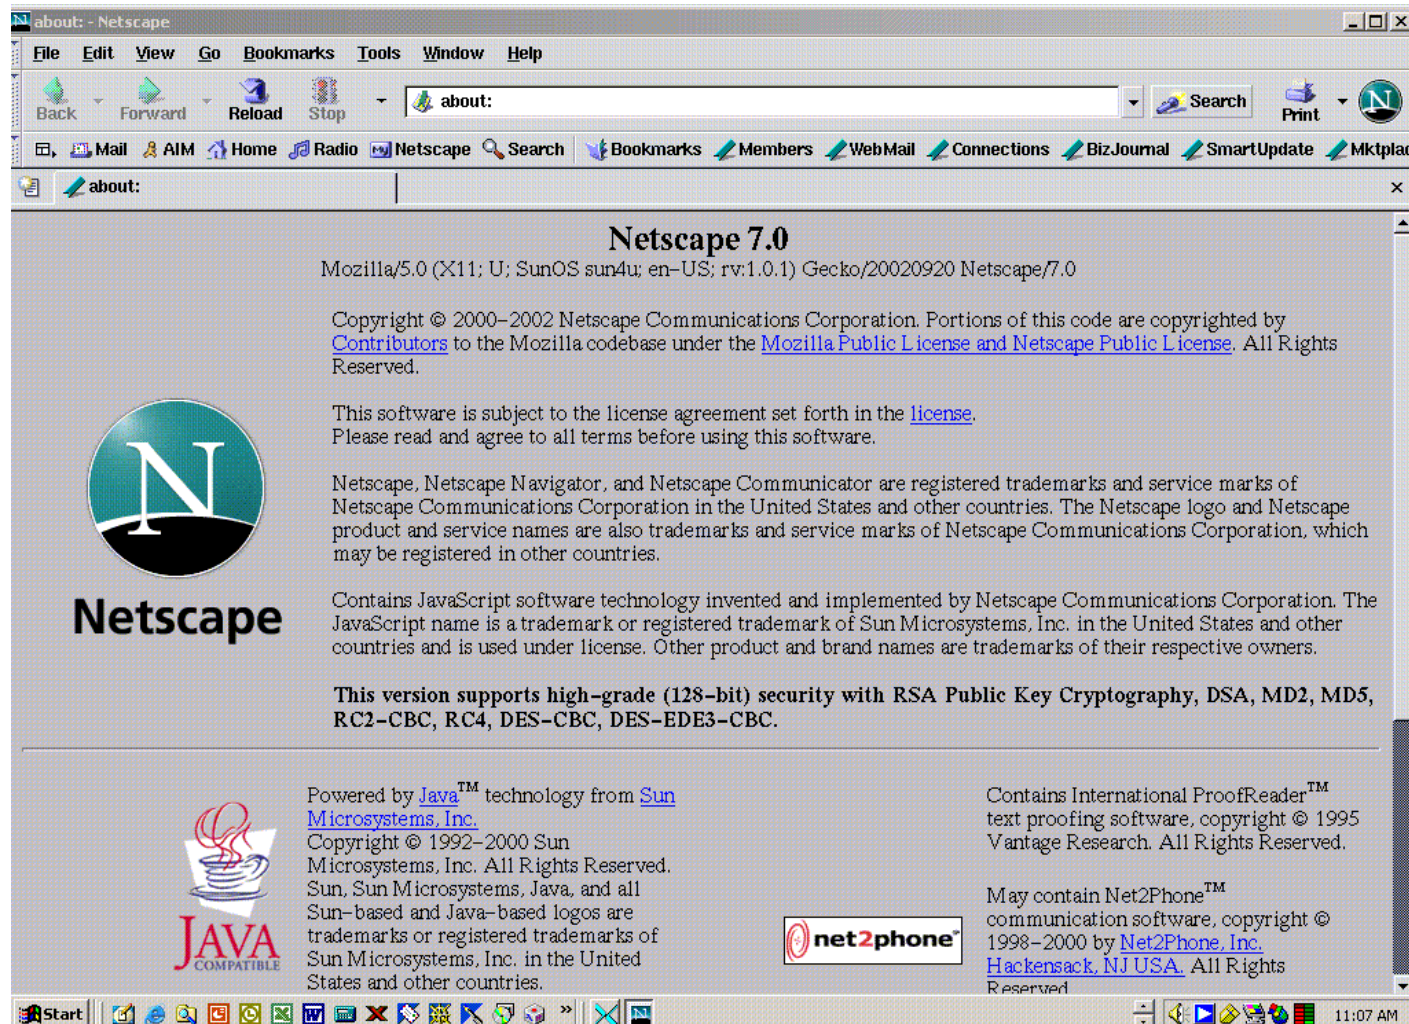 about: - Netscape
File Edit View Go Bookmarks Tools Window Help
Back Forward Reload Stop about: Search Print N
Mail AIM Home Radio My Netscape Search Bookmarks Members WebMail Connections BizJournal SmartUpdate Mktplac
about:
Netscape 7.0
Mozilla/5.0 (X11; U; SunOS sun4u; en-US; rv:1.0.1) Gecko/20020920 Netscape/7.0
Copyright © 2000-2002 Netscape Communications Corporation. Portions of this code are copyrighted by
Contributors to the Mozilla codebase under the Mozilla Public License and Netscape Public License. All Rights
Reserved.
This software is subject to the license agreement set forth in the license.
Please read and agree to all terms before using this software.
N
Netscape
Netscape, Netscape Navigator, and Netscape Communicator are registered trademarks and service marks of
Netscape Communications Corporation in the United States and other countries. The Netscape logo and Netscape
product and service names are also trademarks and service marks of Netscape Communications Corporation, which
may be registered in other countries.
Contains JavaScript software technology invented and implemented by Netscape Communications Corporation. The
JavaScript name is a trademark or registered trademark of Sun Microsystems, Inc. in the United States and other
countries and is used under license. Other product and brand names are trademarks of their respective owners.
This version supports high-grade (128-bit) security with RSA Public Key Cryptography, DSA, MD2, MD5,
RC2-CBC, RC4, DES-CBC, DES-EDE3-CBC.
JAVA
COMPATIBLE
Powered by Java™ technology from Sun
Microsystems, Inc.
Copyright © 1992-2000 Sun
Microsystems, Inc. All Rights Reserved.
Sun, Sun Microsystems, Java, and all
Sun-based and Java-based logos are
trademarks or registered trademarks of
Sun Microsystems, Inc. in the United
States and other countries.
net2phone
Contains International ProofReader™
text proofing software, copyright © 1995
Vantage Research. All Rights Reserved.
May contain Net2Phone™
communication software, copyright ©
1998-2000 by Net2Phone, Inc.
Hackensack, NJ USA. All Rights
Reserved
Start 11:07 AM